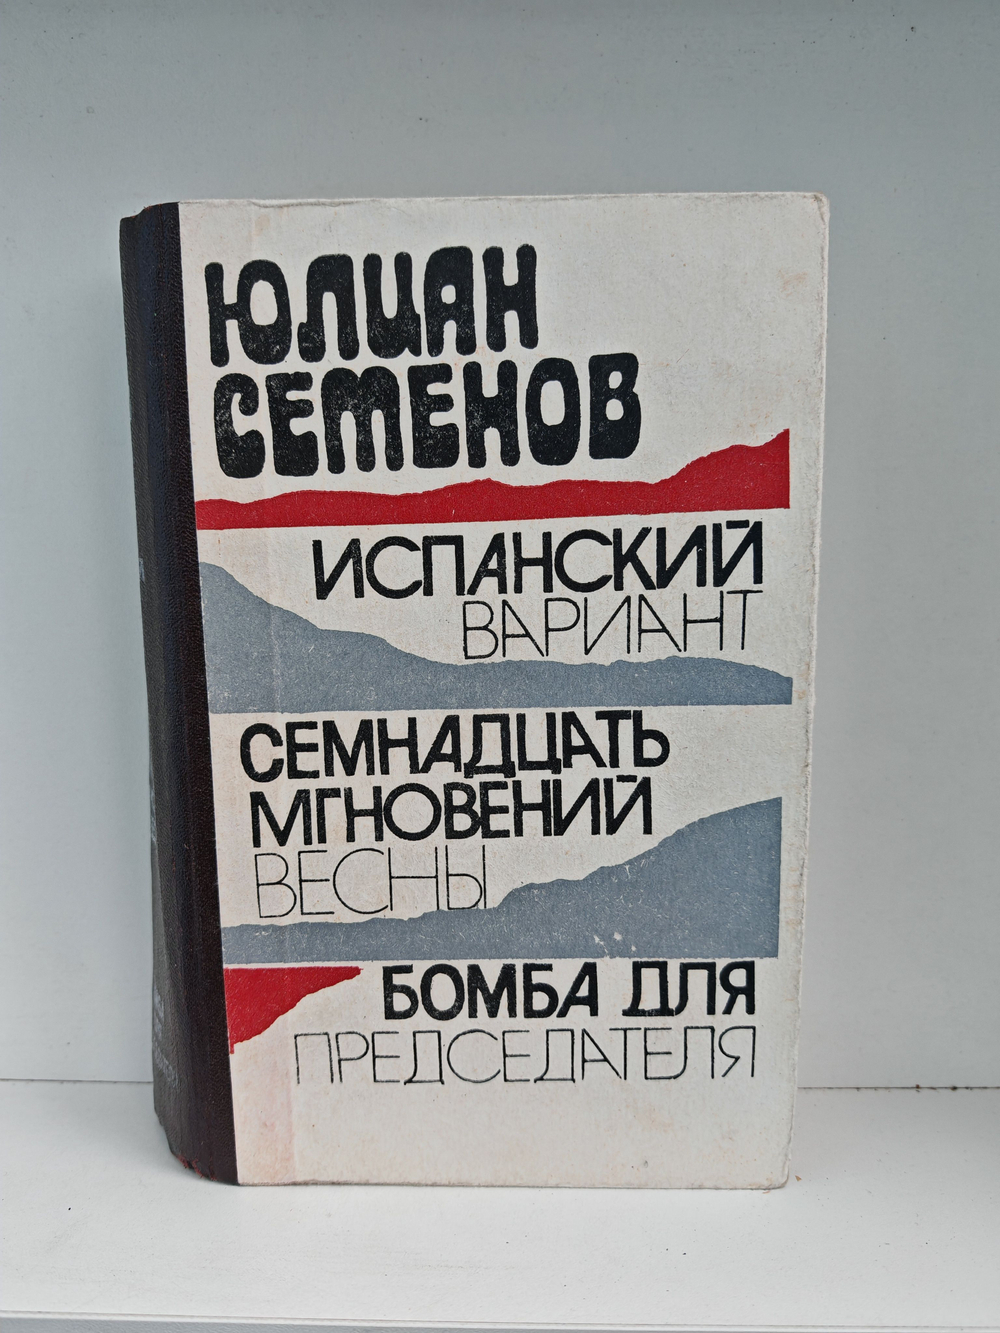 ЮЛИАН
СЕМЕНОВ
ИСПАНСКИЙ
ВАРИАНТ
СЕМНАДЦАТЬ
МГНОВЕНИЙ
ВЕСНЫ
БОМБА ДЛЯ
ПРЕДСЕДАТЕЛЯ